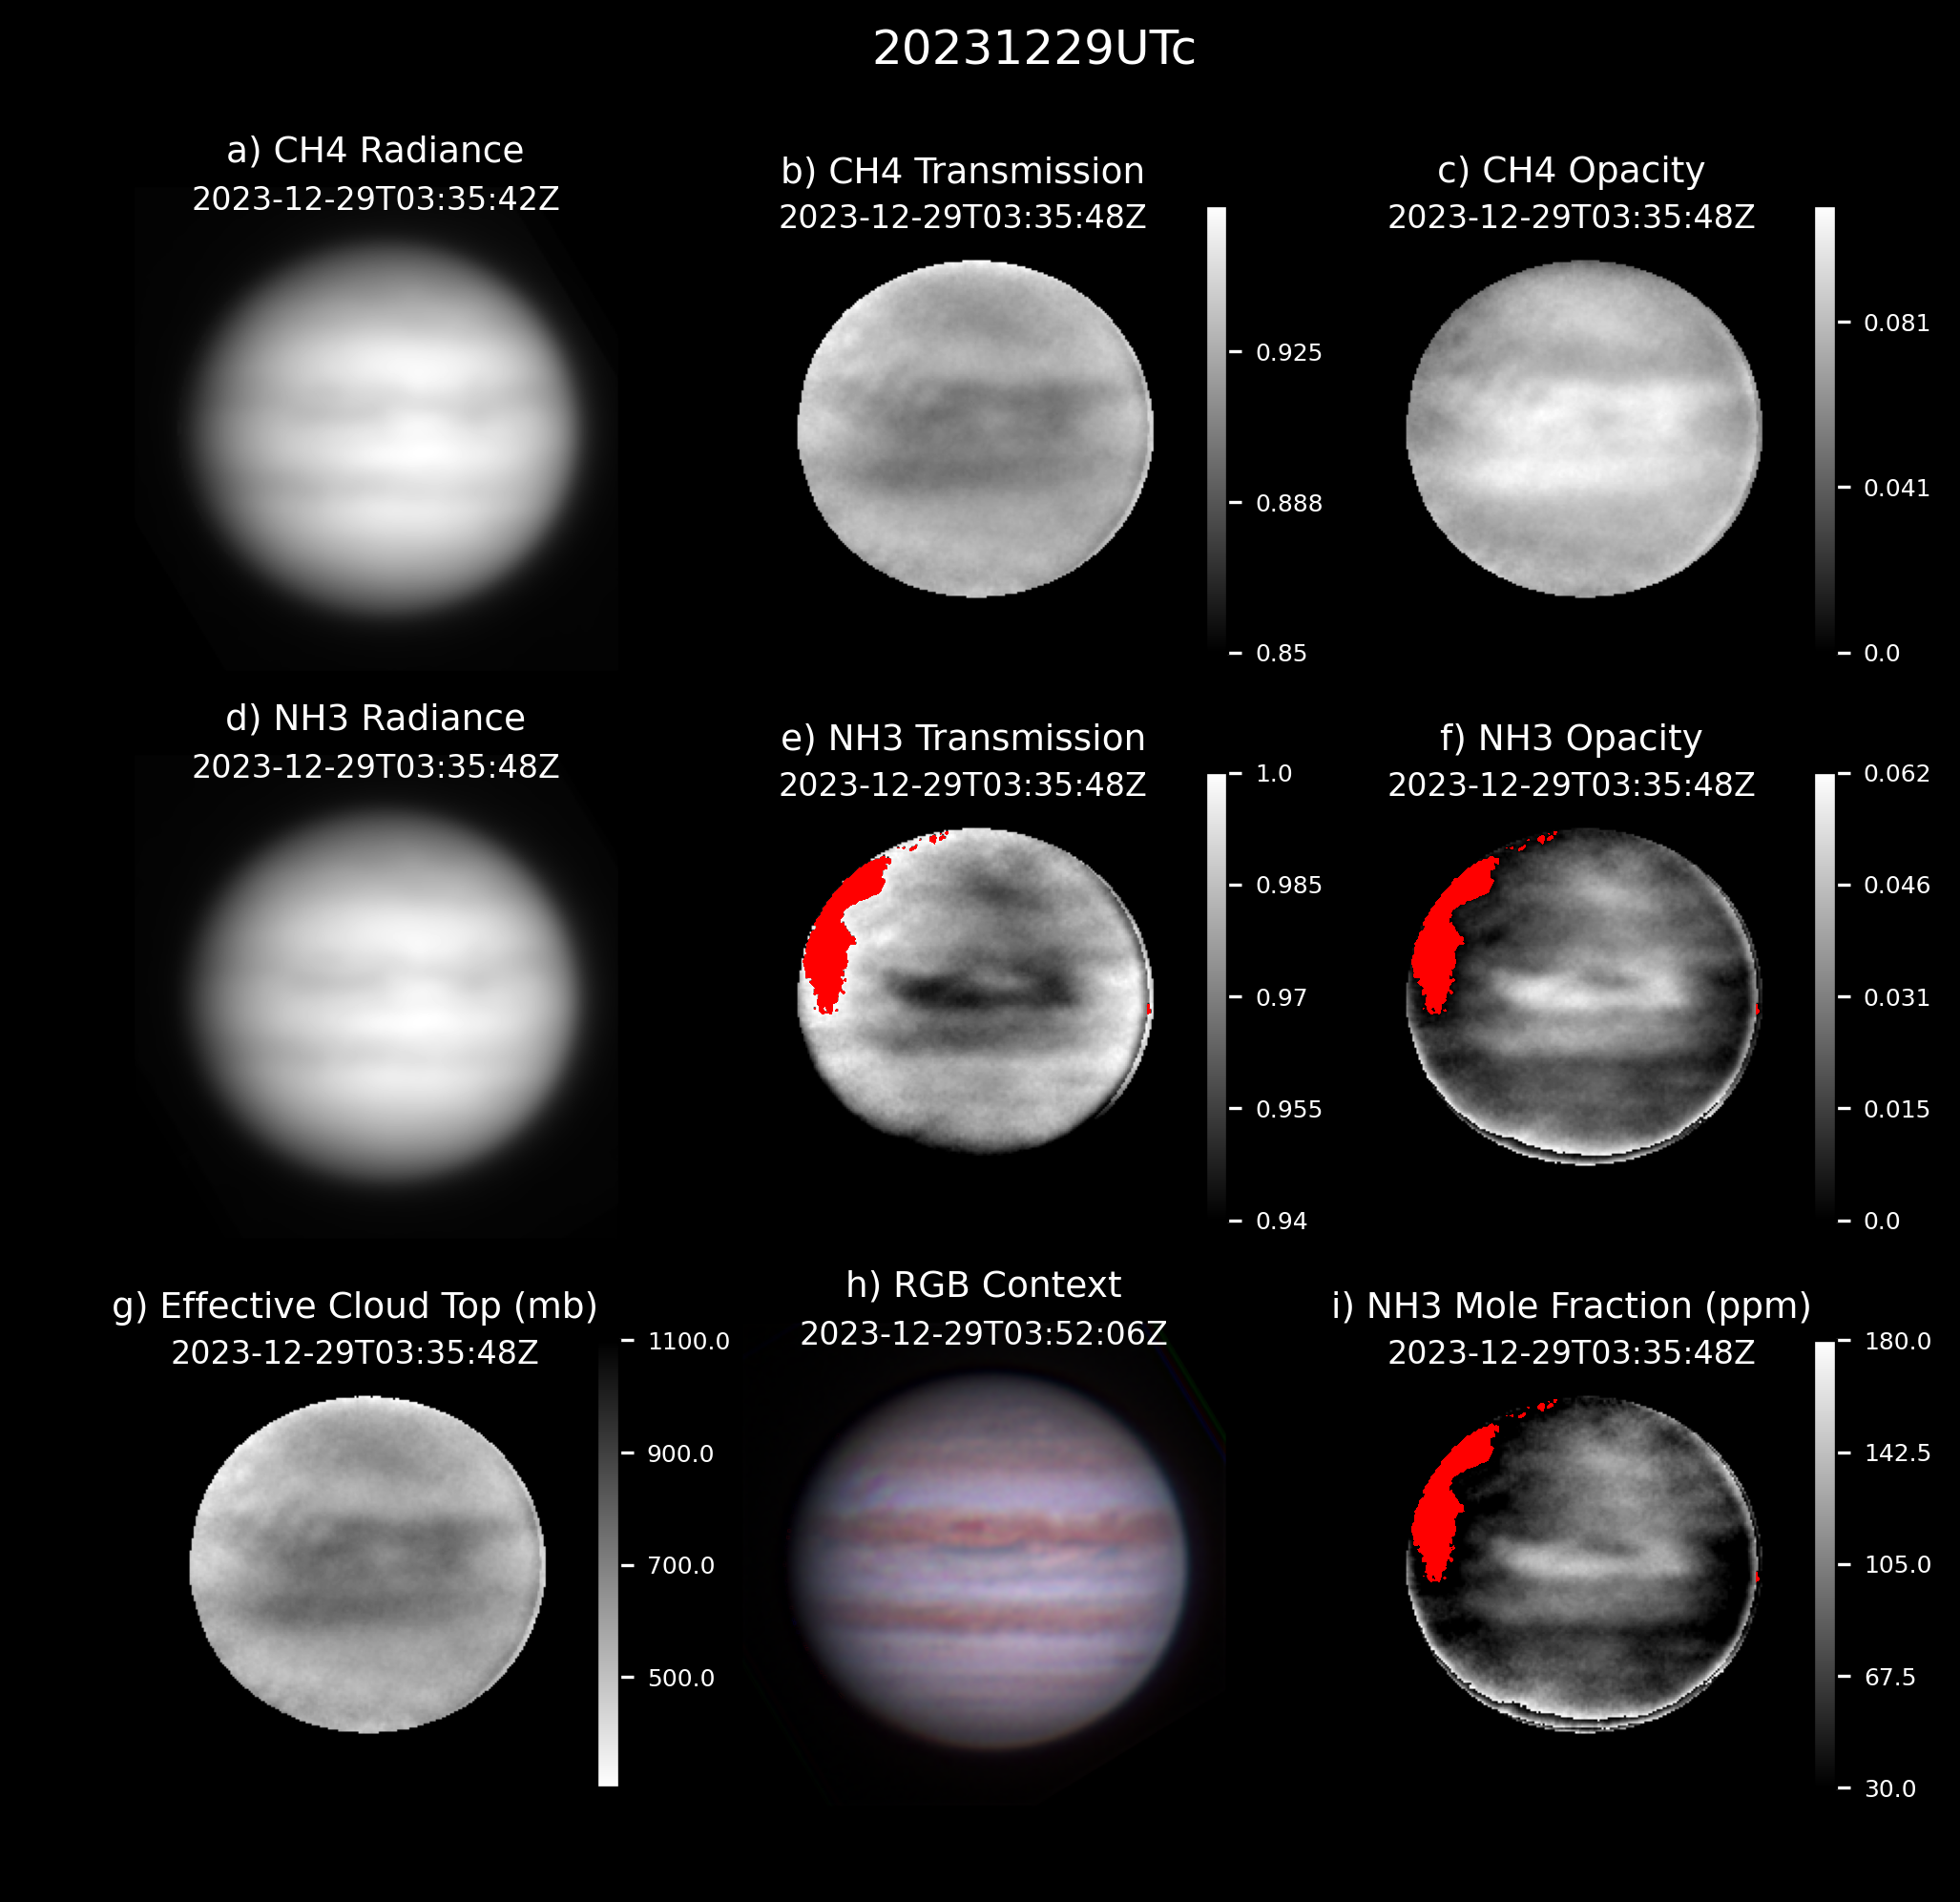 20231229UTc
a) CH4 Radiance
2023-12-29T03:35:42Z
b) CH4 Transmission
2023-12-29T03:35:48Z
0.925
0.888
0.85
c) CH4 Opacity
2023-12-29T03:35:48Z
0.081
0.041
0.0
d) NH3 Radiance
2023-12-29T03:35:48Z
e) NH3 Transmission
2023-12-29T03:35:48Z
1.0
0.985
0.97
0.955
0.94
f) NH3 Opacity
2023-12-29T03:35:48Z
0.062
0.046
0.031
0.015
0.0
g) Effective Cloud Top (mb)
2023-12-29T03:35:48Z
1100.0
900.0
700.0
500.0
h) RGB Context
2023-12-29T03:52:06Z
i) NH3 Mole Fraction (ppm)
2023-12-29T03:35:48Z
180.0
142.5
105.0
67.5
30.0